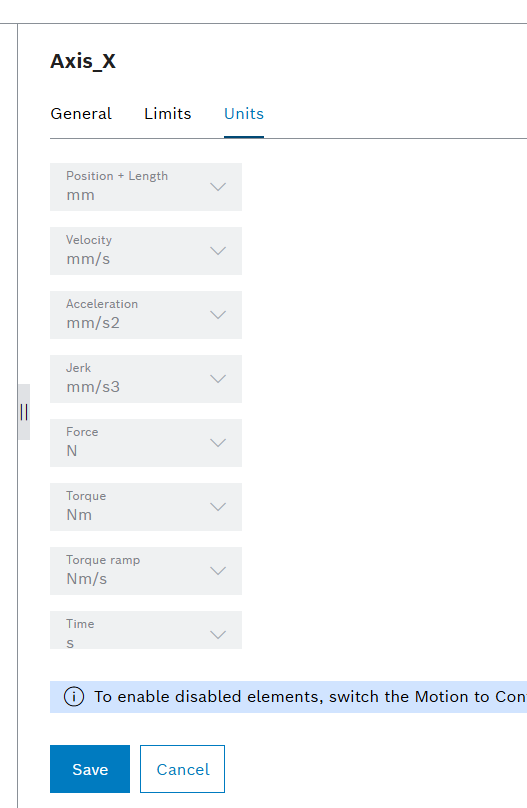 Axis_X
General Limits Units
Position + Length
mm
Velocity
mm/s
Acceleration
mm/s2
Jerk
mm/s3
Force
N
Torque
Nm
Torque ramp
Nm/s
Time
s
To enable disabled elements, switch the Motion to Con
Save Cancel